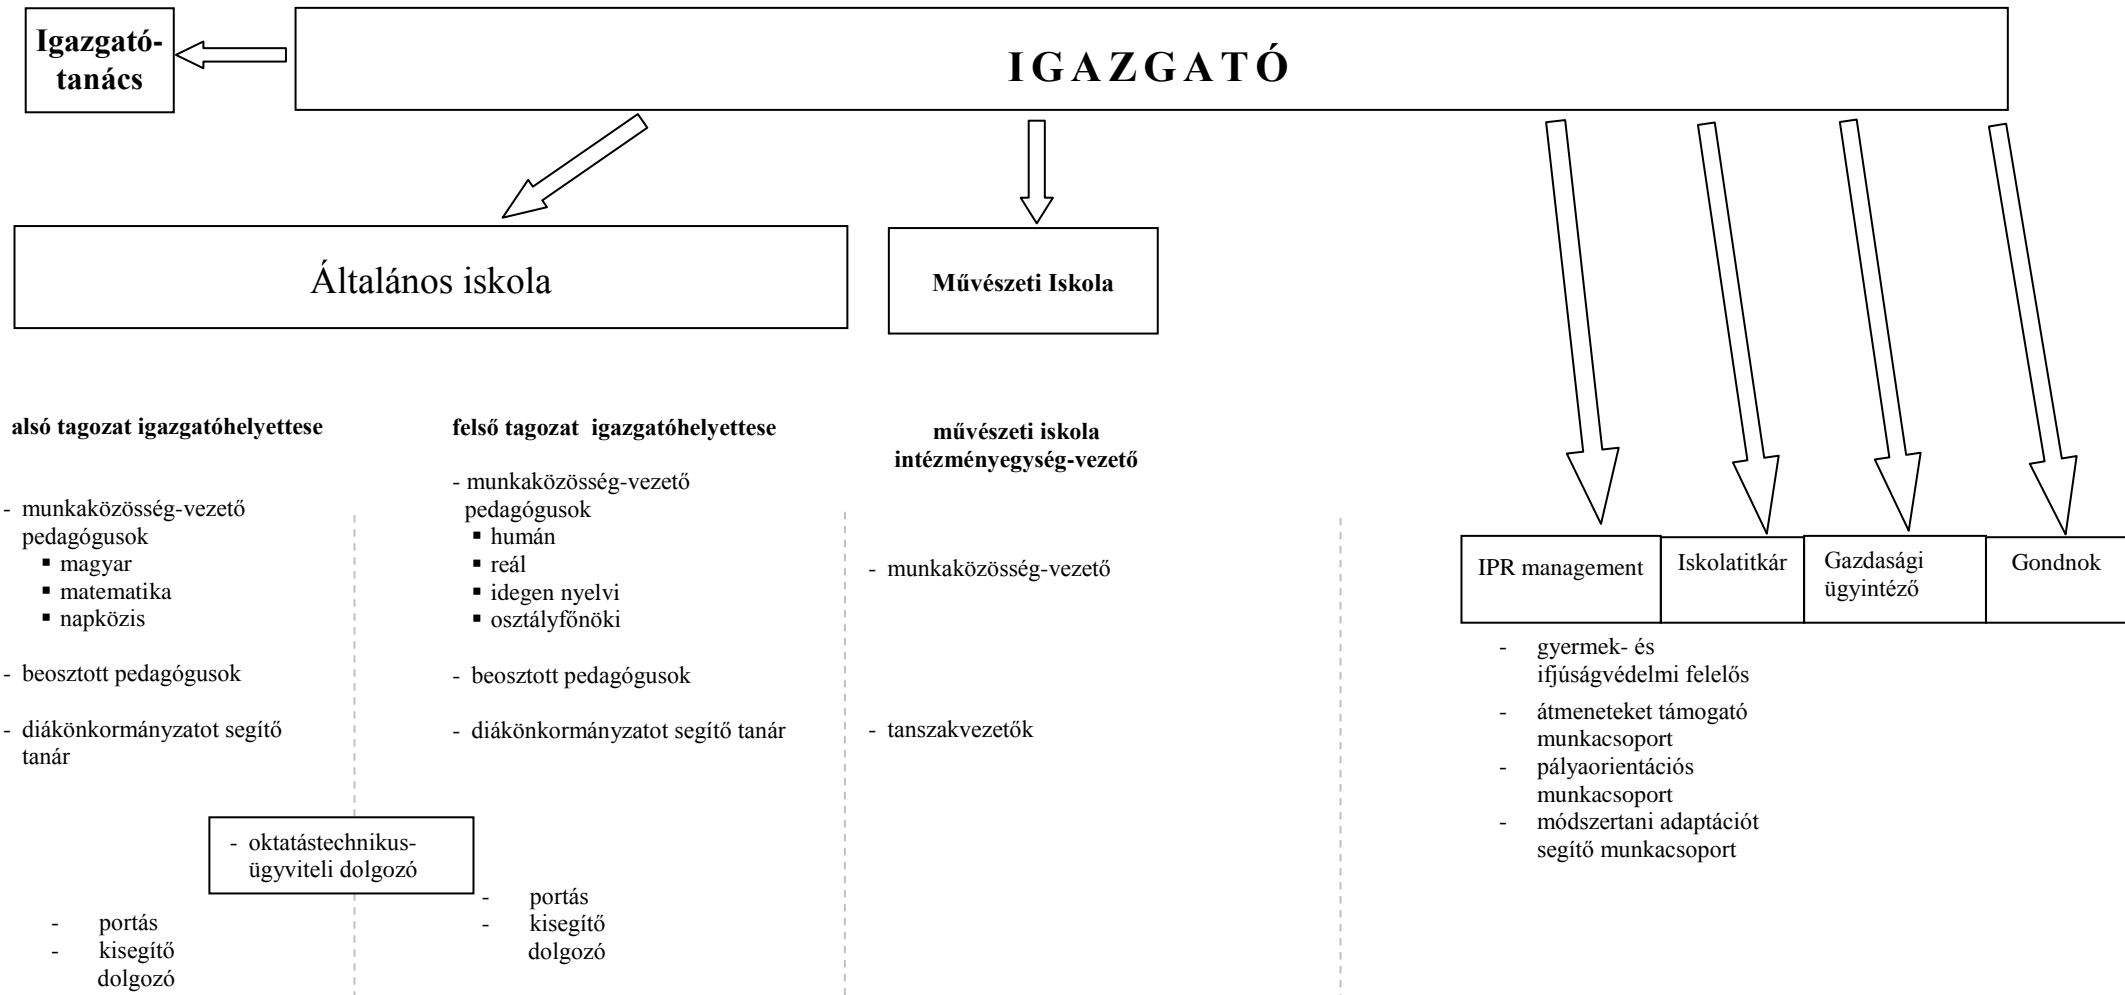 Igazgató-
tanács
IGAZGATÓ
Általános iskola
Művészeti Iskola
alsó tagozat igazgatóhelyettese
- munkaközösség-vezető
pedagógusok
▪ magyar
▪ matematika
▪ napközis
- beosztott pedagógusok
- diákönkormányzatot segítő
tanár
felső tagozat igazgatóhelyettese
- munkaközösség-vezető
pedagógusok
▪ humán
▪ reál
▪ idegen nyelvi
▪ osztályfőnöki
- beosztott pedagógusok
- diákönkormányzatot segítő tanár
- oktatástechnikus-
ügyviteli dolgozó
- portás
- kisegítő
dolgozó
- portás
- kisegítő
dolgozó
művészeti iskola
intézményegység-vezető
- munkaközösség-vezető
- tanszakvezetők
IPR management
Iskolatitkár
Gazdasági
ügyintéző
Gondnok
- gyermek- és
ifjúságvédelmi felelős
- átmeneteket támogató
munkacsoport
- pályaorientációs
munkacsoport
- módszertani adaptációt
segítő munkacsoport